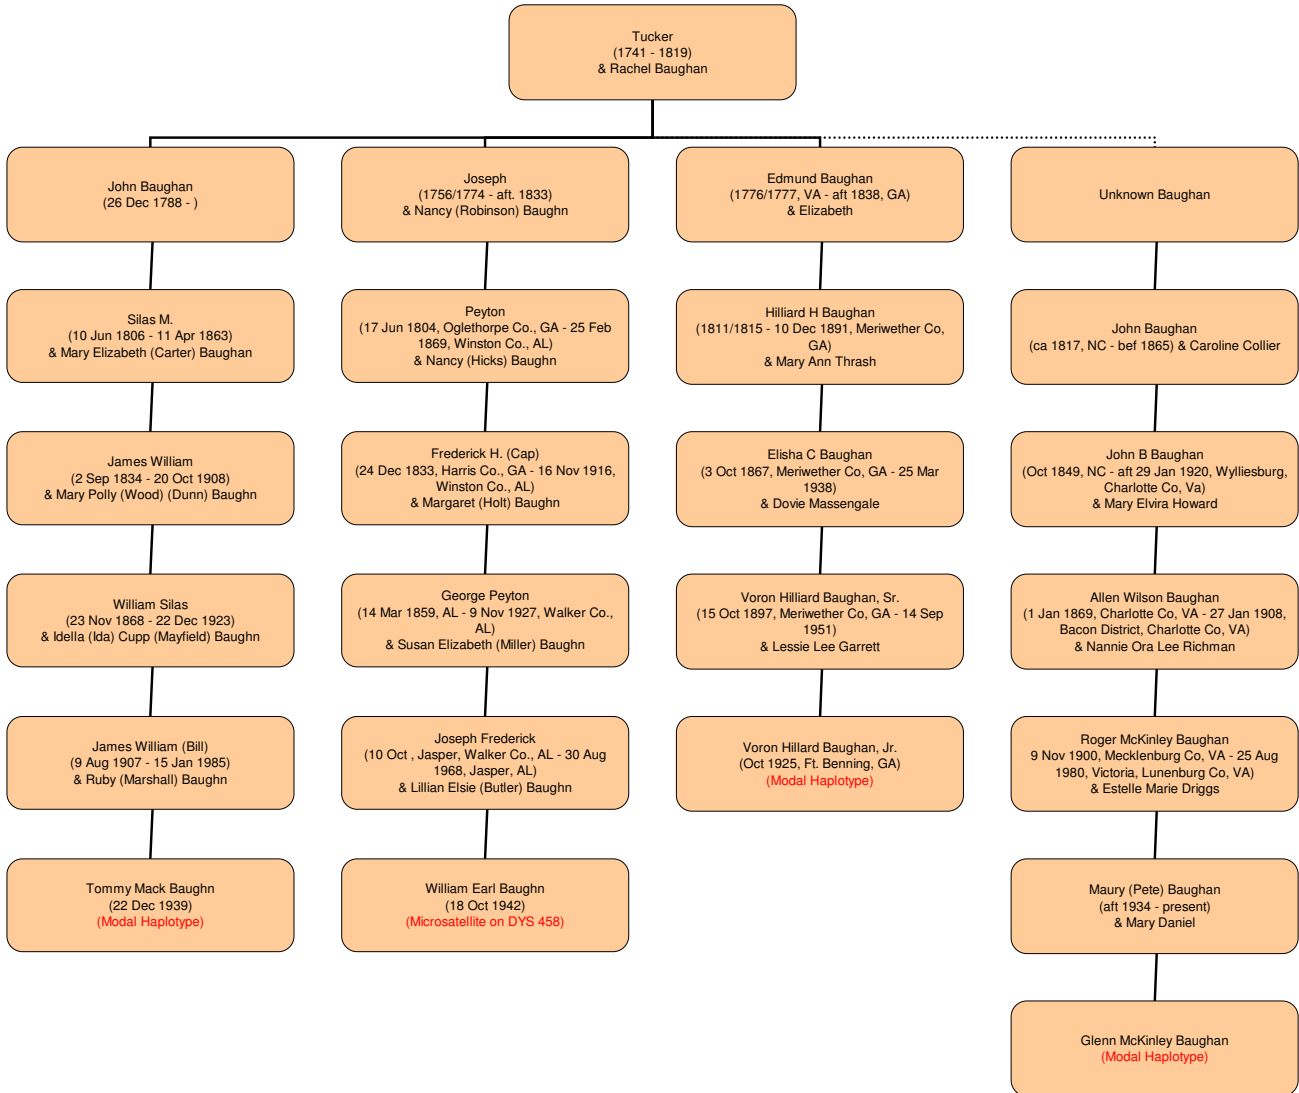 Tucker
(1741 - 1819)
& Rachel Baughan
John Baughan
(26 Dec 1788 - )
Joseph
(1756/1774 - aft. 1833)
& Nancy (Robinson) Baughn
Edmund Baughan
(1776/1777, VA - aft 1838, GA)
& Elizabeth
Unknown Baughan
Silas M.
(10 Jun 1806 - 11 Apr 1863)
& Mary Elizabeth (Carter) Baughan
Peyton
(17 Jun 1804, Oglethorpe Co., GA - 25 Feb
1869, Winston Co., AL)
& Nancy (Hicks) Baughn
Hilliard H Baughan
(1811/1815 - 10 Dec 1891, Meriwether Co,
GA)
& Mary Ann Thrash
John Baughan
(ca 1817, NC - bef 1865) & Caroline Collier
James William
(2 Sep 1834 - 20 Oct 1908)
& Mary Polly (Wood) (Dunn) Baughn
Frederick H. (Cap)
(24 Dec 1833, Harris Co., GA - 16 Nov 1916,
Winston Co., AL)
& Margaret (Holt) Baughn
Elisha C Baughan
(3 Oct 1867, Meriwether Co, GA - 25 Mar
1938)
& Dovie Massengale
John B Baughan
(Oct 1849, NC - aft 29 Jan 1920, Wylliesburg,
Charlotte Co, Va)
& Mary Elvira Howard
William Silas
(23 Nov 1868 - 22 Dec 1923)
& Idella (Ida) Cupp (Mayfield) Baughn
George Peyton
(14 Mar 1859, AL - 9 Nov 1927, Walker Co.,
AL)
& Susan Elizabeth (Miller) Baughn
Voron Hilliard Baughan, Sr.
(15 Oct 1897, Meriwether Co, GA - 14 Sep
1951)
& Lessie Lee Garrett
Allen Wilson Baughan
(1 Jan 1869, Charlotte Co, VA - 27 Jan 1908,
Bacon District, Charlotte Co, VA)
& Nannie Ora Lee Richman
James William (Bill)
(9 Aug 1907 - 15 Jan 1985)
& Ruby (Marshall) Baughn
Joseph Frederick
(10 Oct , Jasper, Walker Co., AL - 30 Aug
1968, Jasper, AL)
& Lillian Elsie (Butler) Baughn
Voron Hillard Baughan, Jr.
(Oct 1925, Ft. Benning, GA)
(Modal Haplotype)
Roger McKinley Baughan
9 Nov 1900, Mecklenburg Co, VA - 25 Aug
1980, Victoria, Lunenburg Co, VA)
& Estelle Marie Driggs
Tommy Mack Baughn
(22 Dec 1939)
(Modal Haplotype)
William Earl Baughn
(18 Oct 1942)
(Microsatellite on DYS 458)
Maury (Pete) Baughan
(aft 1934 - present)
& Mary Daniel
Glenn McKinley Baughan
(Modal Haplotype)